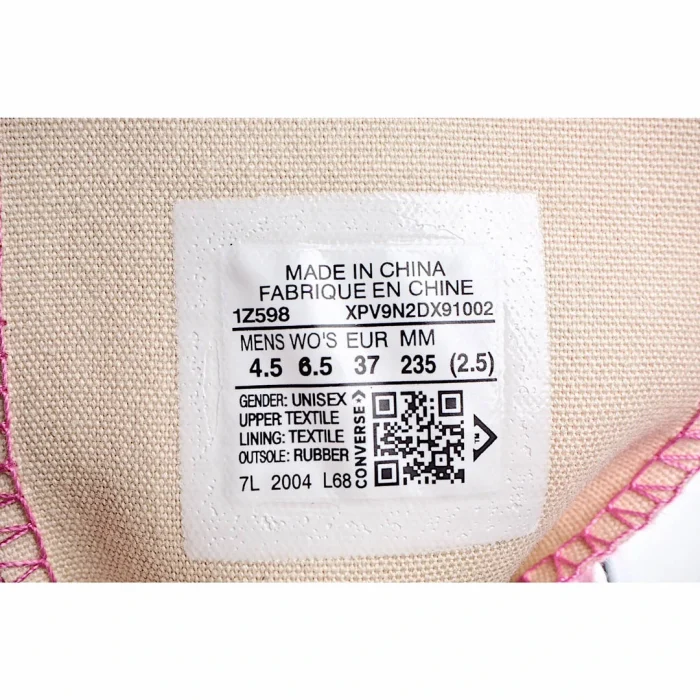 MADE IN CHINA
FABRIQUE EN CHINE
1Z598 XPV9N2DX91002
MENS WO'S EUR MM
4.5 6.5 37 235 (2.5)
GENDER: UNISEX
UPPER: TEXTILE
LINING: TEXTILE
OUTSOLE: RUBBER
7L 2004 L68
CONVERSE
TM